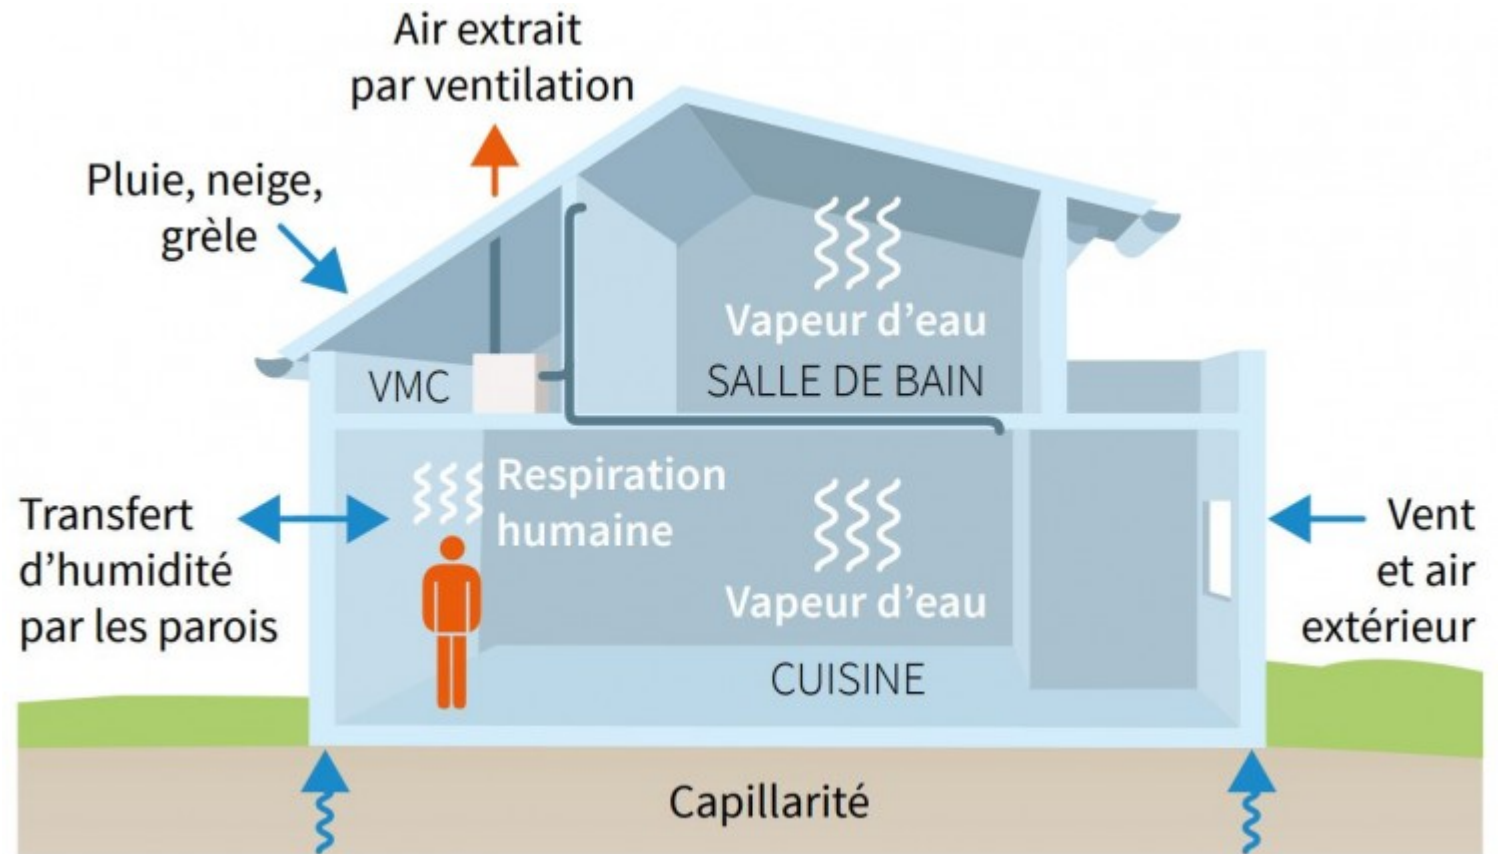 Air extrait
par ventilation
Pluie, neige,
grèle
Vapeur d'eau
SALLE DE BAIN
VMC
Respiration
humaine
Transfert
d'humidité
par les parois
Vapeur d'eau
CUISINE
Vent
et air
extérieur
Capillarité